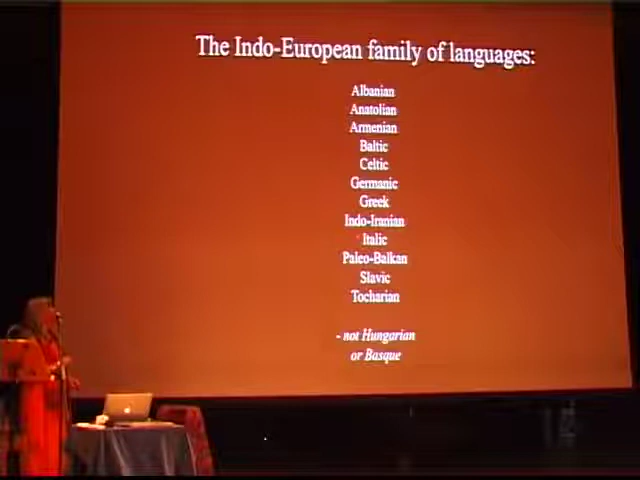 The Indo-European family of languages:
Albanian
Anatolian
Armenian
Baltic
Celtic
Germanic
Greek
Indo-Iranian
Italic
Paleo-Balkan
Slavic
Tocharian
- not Hungarian
or Basque